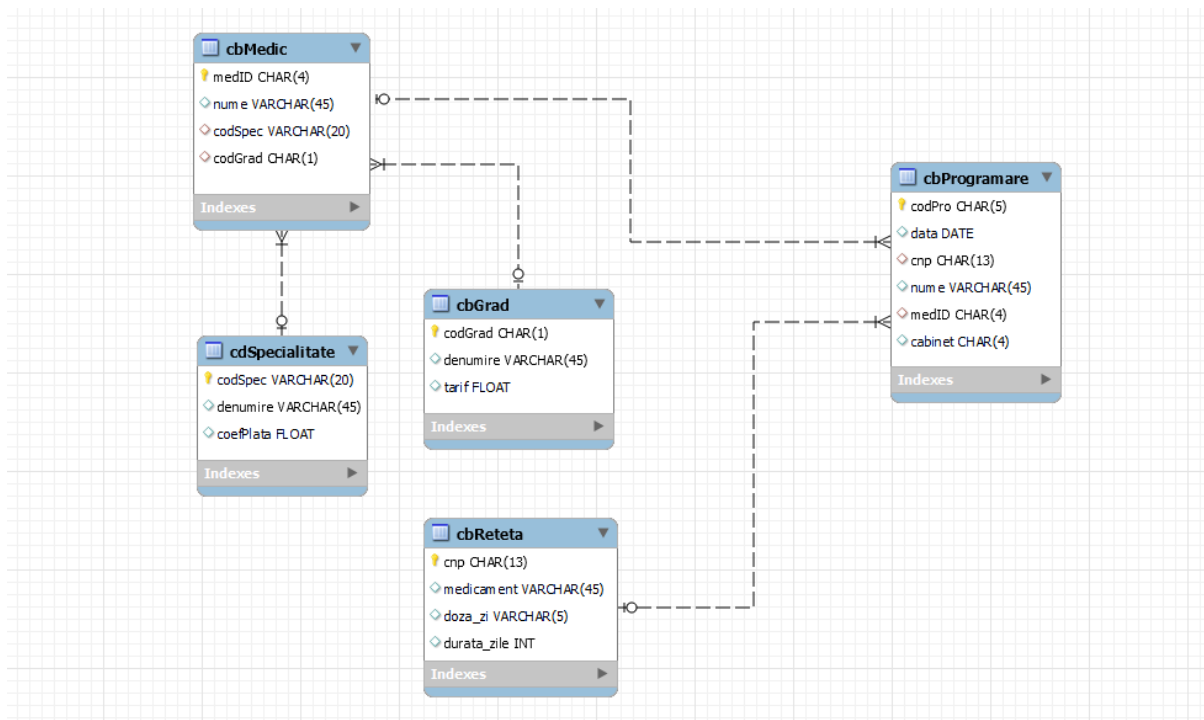 cbMedic
medID CHAR(4)
nume VARCHAR(45)
codSpec VARCHAR(20)
codGrad CHAR(1)
Indexes
cdSpecialitate
codSpec VARCHAR(20)
denumire VARCHAR(45)
coefPlata FLOAT
Indexes
cbGrad
codGrad CHAR(1)
denumire VARCHAR(45)
tarif FLOAT
Indexes
cbProgramare
codPro CHAR(5)
data DATE
cnp CHAR(13)
nume VARCHAR(45)
medID CHAR(4)
cabinet CHAR(4)
Indexes
cbReteta
cnp CHAR(13)
medicament VARCHAR(45)
doza_zi VARCHAR(5)
durata_zile INT
Indexes